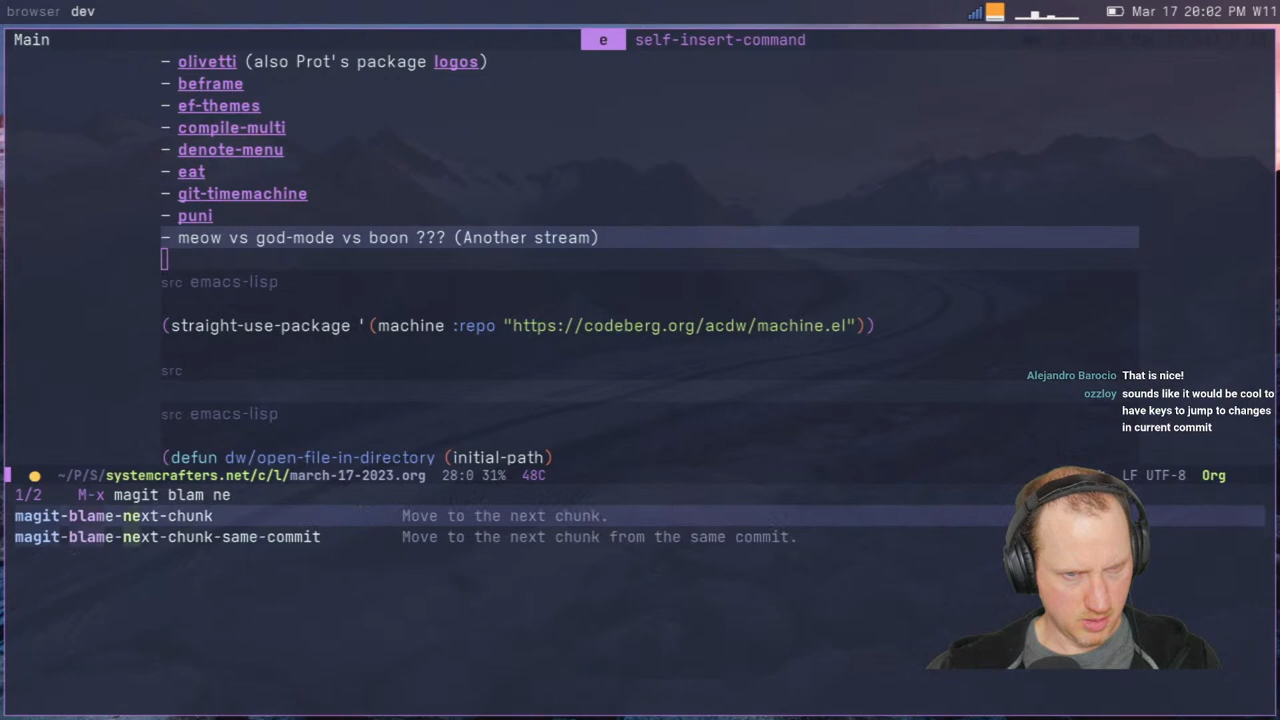 browser dev
Mar 17 20:02 PM W11
Main
e self-insert-command
- olivetti (also Prot's package logos)
- beframe
- ef-themes
- compile-multi
- denote-menu
- eat
- git-timemachine
- puni
- meow vs god-mode vs boon ??? (Another stream)
src emacs-lisp
(straight-use-package '(machine :repo "https://codeberg.org/acdw/machine.el"))
src
src emacs-lisp
(defun dw/open-file-in-directory (initial-path)
Alejandro Barocio That is nice!
ozzloy sounds like it would be cool to
have keys to jump to changes
in current commit
~/P/S/systemcrafters.net/c/l/march-17-2023.org 28:0 31% 48C
LF UTF-8 Org
1/2 M-x magit blam ne
magit-blame-next-chunk Move to the next chunk.
magit-blame-next-chunk-same-commit Move to the next chunk from the same commit.